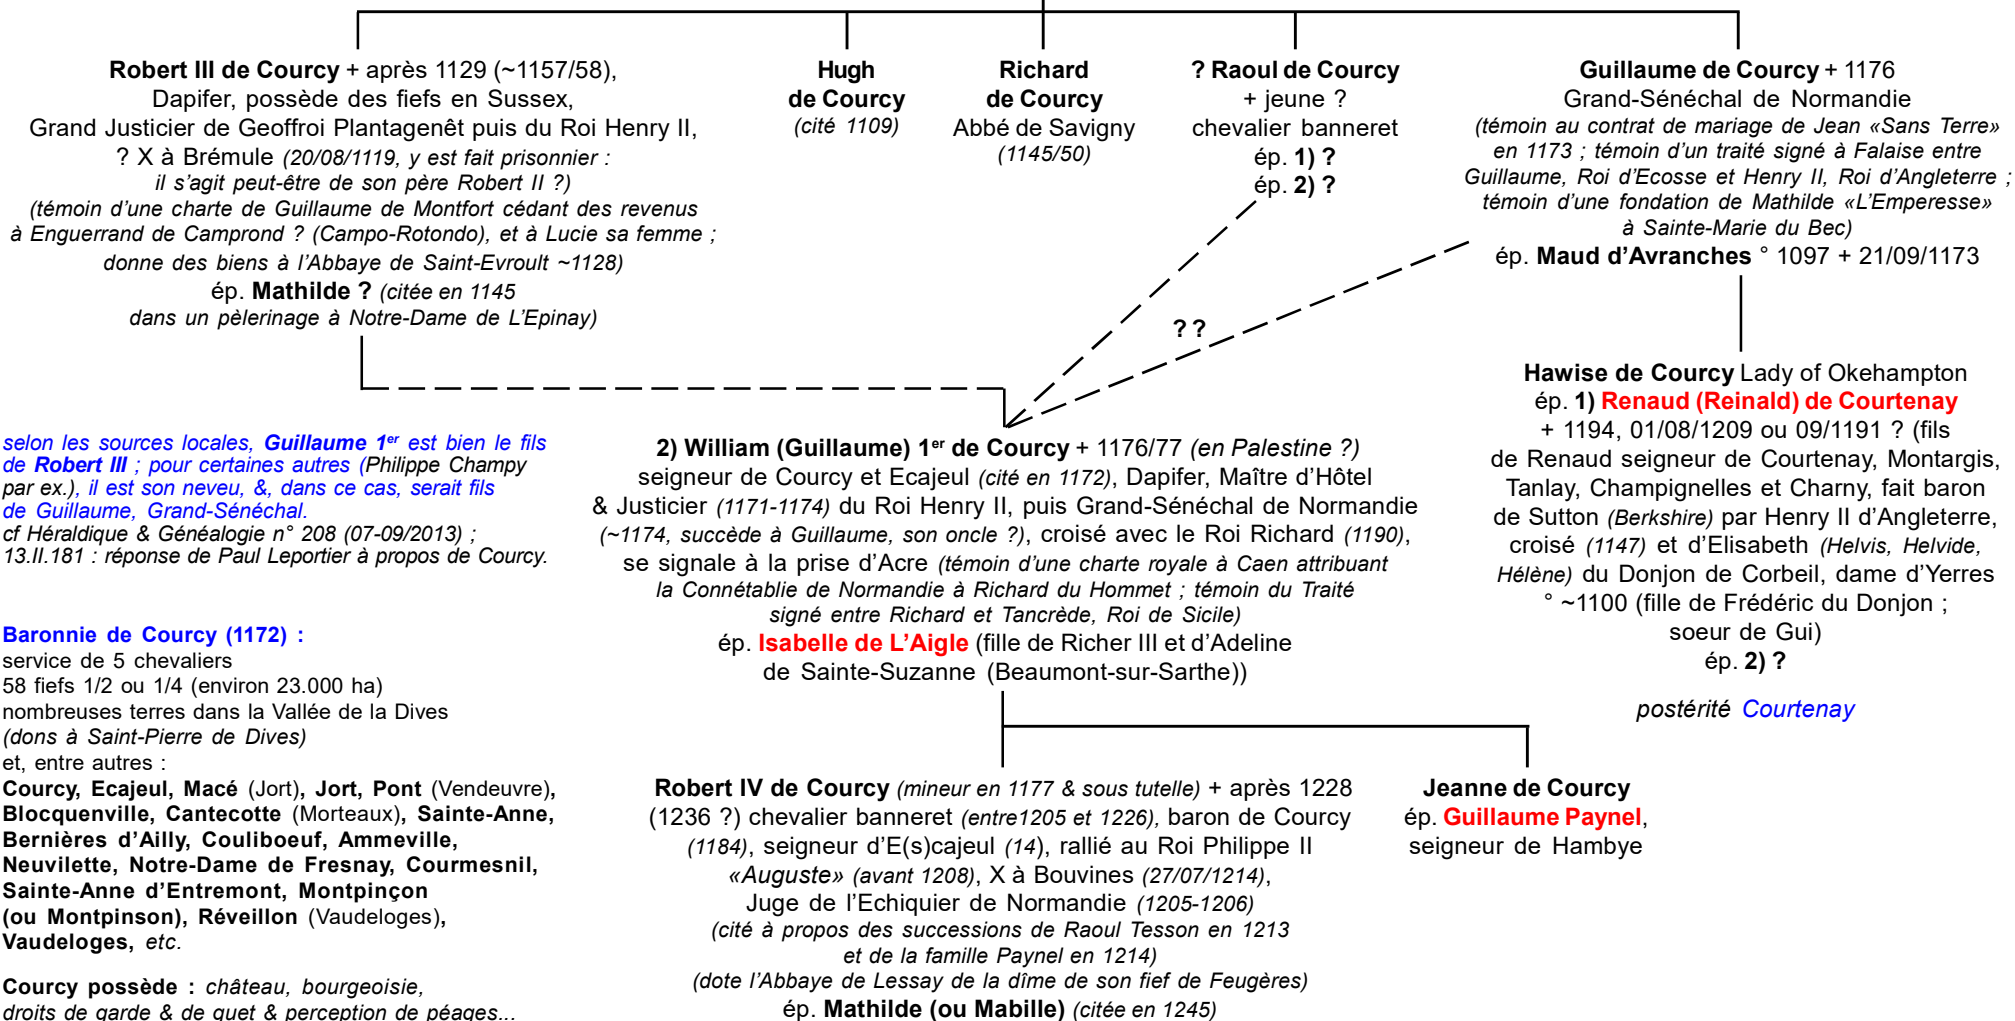 Robert III de Courcy + après 1129 (~1157/58),
Dapifer, possède des fiefs en Sussex,
Grand Justicier de Geoffroi Plantagenêt puis du Roi Henry II,
? X à Brémule (20/08/1119, y est fait prisonnier :
il s'agit peut-être de son père Robert II ?)
(témoin d'une charte de Guillaume de Montfort cédant des revenus
à Enguerrand de Camprond ? (Campo-Rotondo), et à Lucie sa femme ;
donne des biens à l'Abbaye de Saint-Evroult ~1128)
ép. Mathilde ? (citée en 1145
dans un pèlerinage à Notre-Dame de L'Epinay)
Hugh
de Courcy
(cité 1109)
Richard
de Courcy
Abbé de Savigny
(1145/50)
? Raoul de Courcy
+ jeune ?
chevalier banneret
ép. 1) ?
ép. 2) ?
Guillaume de Courcy + 1176
Grand-Sénéchal de Normandie
(témoin au contrat de mariage de Jean «Sans Terre»
en 1173 ; témoin d'un traité signé à Falaise entre
Guillaume, Roi d'Ecosse et Henry II, Roi d'Angleterre ;
témoin d'une fondation de Mathilde «L'Emperesse»
à Sainte-Marie du Bec)
ép. Maud d'Avranches ° 1097 + 21/09/1173
??
Hawise de Courcy Lady of Okehampton
ép. 1) Renaud (Reinald) de Courtenay
+ 1194, 01/08/1209 ou 09/1191 ? (fils
de Renaud seigneur de Courtenay, Montargis,
Tanlay, Champignelles et Charny, fait baron
de Sutton (Berkshire) par Henry II d'Angleterre,
croisé (1147) et d'Elisabeth (Helvis, Helvide,
Hélène) du Donjon de Corbeil, dame d'Yerres
° ~1100 (fille de Frédéric du Donjon ;
soeur de Gui)
ép. 2) ?
postérité Courtenay
selon les sources locales, Guillaume 1er est bien le fils
de Robert III ; pour certaines autres (Philippe Champy
par ex.), il est son neveu, &, dans ce cas, serait fils
de Guillaume, Grand-Sénéchal.
cf Héraldique & Généalogie n° 208 (07-09/2013) ;
13.II.181 : réponse de Paul Leportier à propos de Courcy.
2) William (Guillaume) 1er de Courcy + 1176/77 (en Palestine ?)
seigneur de Courcy et Ecajeul (cité en 1172), Dapifer, Maître d'Hôtel
& Justicier (1171-1174) du Roi Henry II, puis Grand-Sénéchal de Normandie
(~1174, succède à Guillaume, son oncle ?), croisé avec le Roi Richard (1190),
se signale à la prise d'Acre (témoin d'une charte royale à Caen attribuant
la Connétablie de Normandie à Richard du Hommet ; témoin du Traité
signé entre Richard et Tancrède, Roi de Sicile)
ép. Isabelle de L'Aigle (fille de Richer III et d'Adeline
de Sainte-Suzanne (Beaumont-sur-Sarthe))
Baronnie de Courcy (1172) :
service de 5 chevaliers
58 fiefs 1/2 ou 1/4 (environ 23.000 ha)
nombreuses terres dans la Vallée de la Dives
(dons à Saint-Pierre de Dives)
et, entre autres :
Courcy, Ecajeul, Macé (Jort), Jort, Pont (Vendeuvre),
Blocquenville, Cantecotte (Morteaux), Sainte-Anne,
Bernières d'Ailly, Couliboeuf, Ammeville,
Neuvilette, Notre-Dame de Fresnay, Courmesnil,
Sainte-Anne d'Entremont, Montpinçon
(ou Montpinson), Réveillon (Vaudeloges),
Vaudeloges, etc.
Courcy possède : château, bourgeoisie,
droits de garde & de guet & perception de péages...
Robert IV de Courcy (mineur en 1177 & sous tutelle) + après 1228
(1236 ?) chevalier banneret (entre1205 et 1226), baron de Courcy
(1184), seigneur d'E(s)cajeul (14), rallié au Roi Philippe II
«Auguste» (avant 1208), X à Bouvines (27/07/1214),
Juge de l'Echiquier de Normandie (1205-1206)
(cité à propos des successions de Raoul Tesson en 1213
et de la famille Paynel en 1214)
(dote l'Abbaye de Lessay de la dîme de son fief de Feugères)
ép. Mathilde (ou Mabille) (citée en 1245)
Jeanne de Courcy
ép. Guillaume Paynel,
seigneur de Hambye